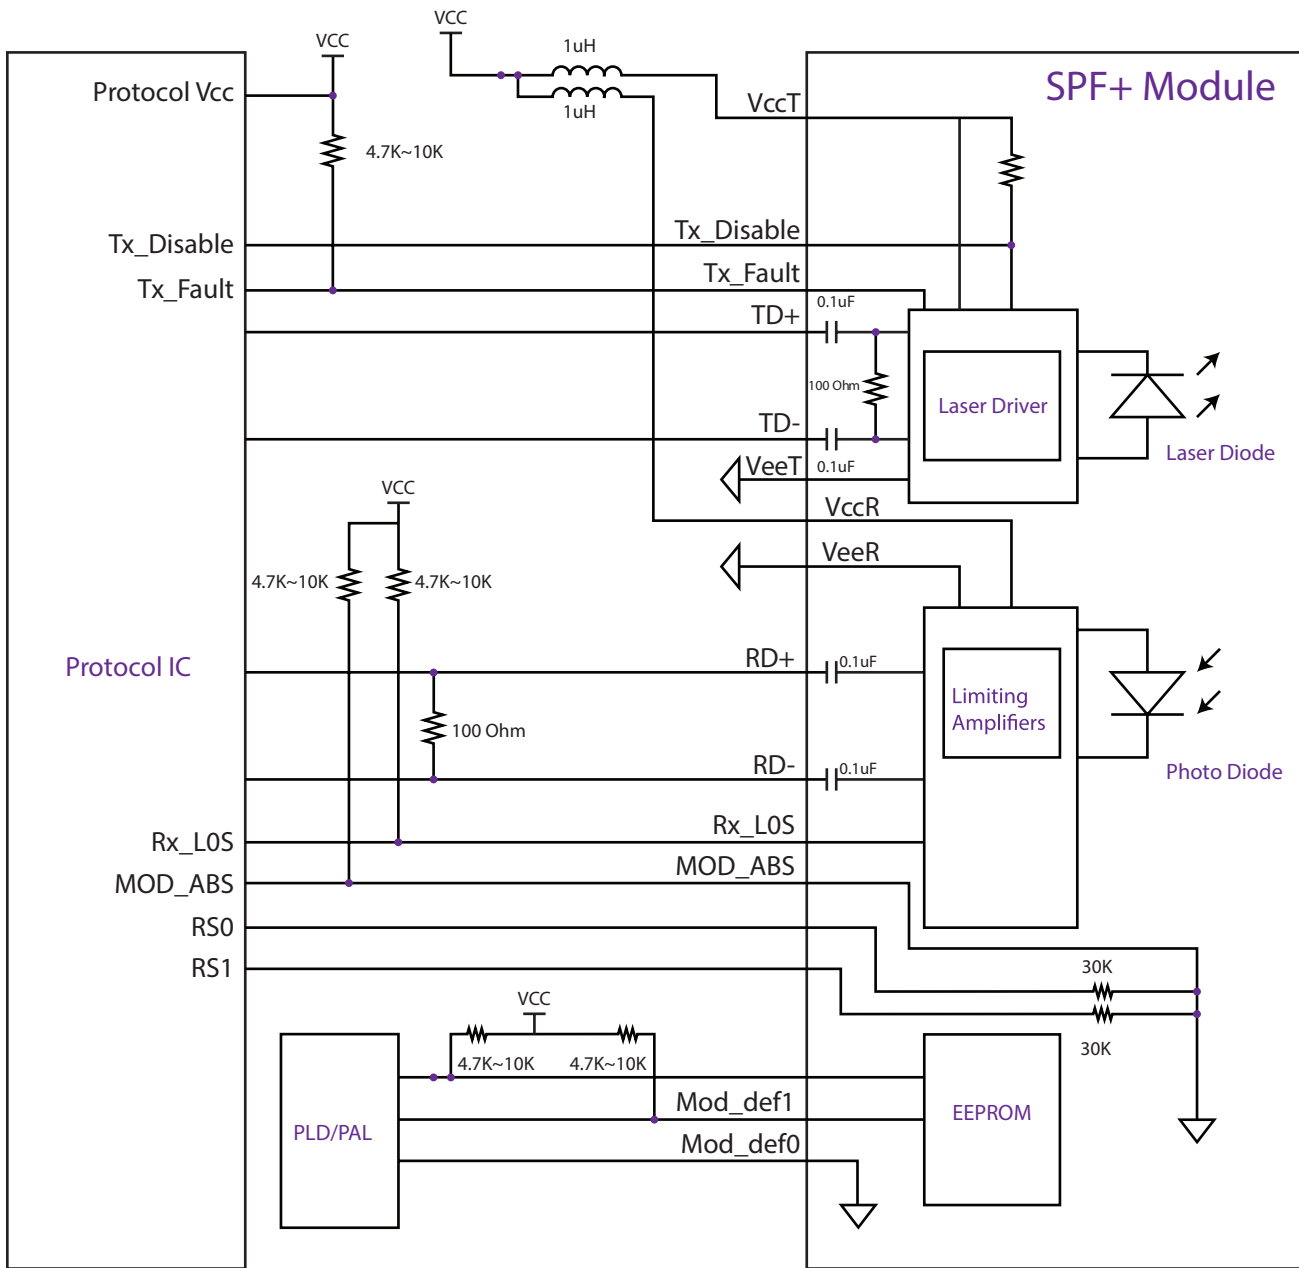 VCC
VCC
1uH
1uH
SPF+ Module
Protocol Vcc
VccT
4.7K~10K
Tx_Disable
Tx_Disable
Tx_Fault
Tx_Fault
0.1uF
TD+
100 Ohm
Laser Driver
TD-
Laser Diode
VeeT
0.1uF
VCC
VccR
VeeR
4.7K~10K
4.7K~10K
Protocol IC
RD+
0.1uF
Limiting
Amplifiers
100 Ohm
RD-
0.1uF
Photo Diode
Rx_L0S
Rx_L0S
MOD_ABS
MOD_ABS
RS0
RS1
30K
VCC
30K
4.7K~10K
4.7K~10K
Mod_def1
EEPROM
PLD/PAL
Mod_def0